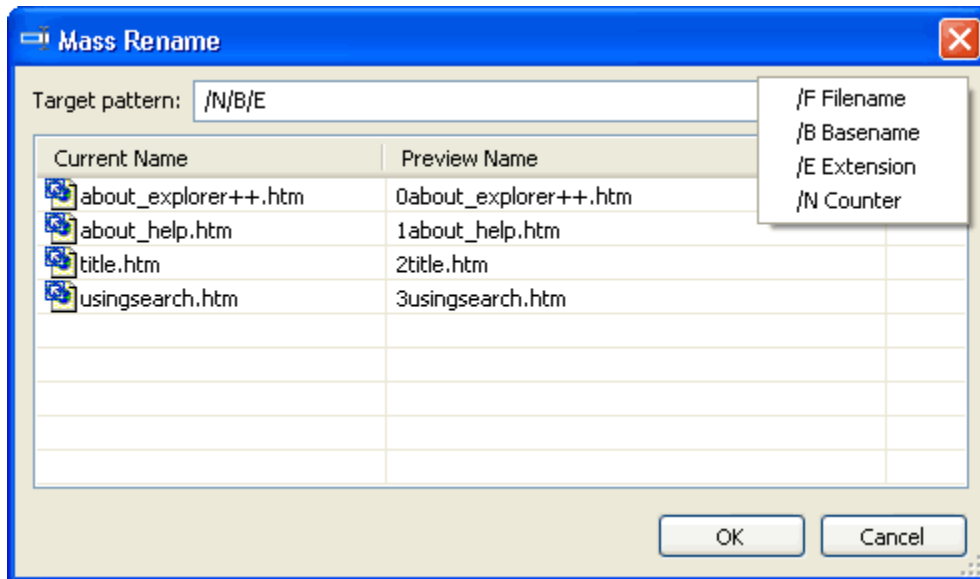 Mass Rename
Target pattern: /N/B/E
/F Filename
/B Basename
/E Extension
/N Counter
Current Name Preview Name
about_explorer++.htm 0about_explorer++.htm
about_help.htm 1about_help.htm
title.htm 2title.htm
usingsearch.htm 3usingsearch.htm
OK Cancel